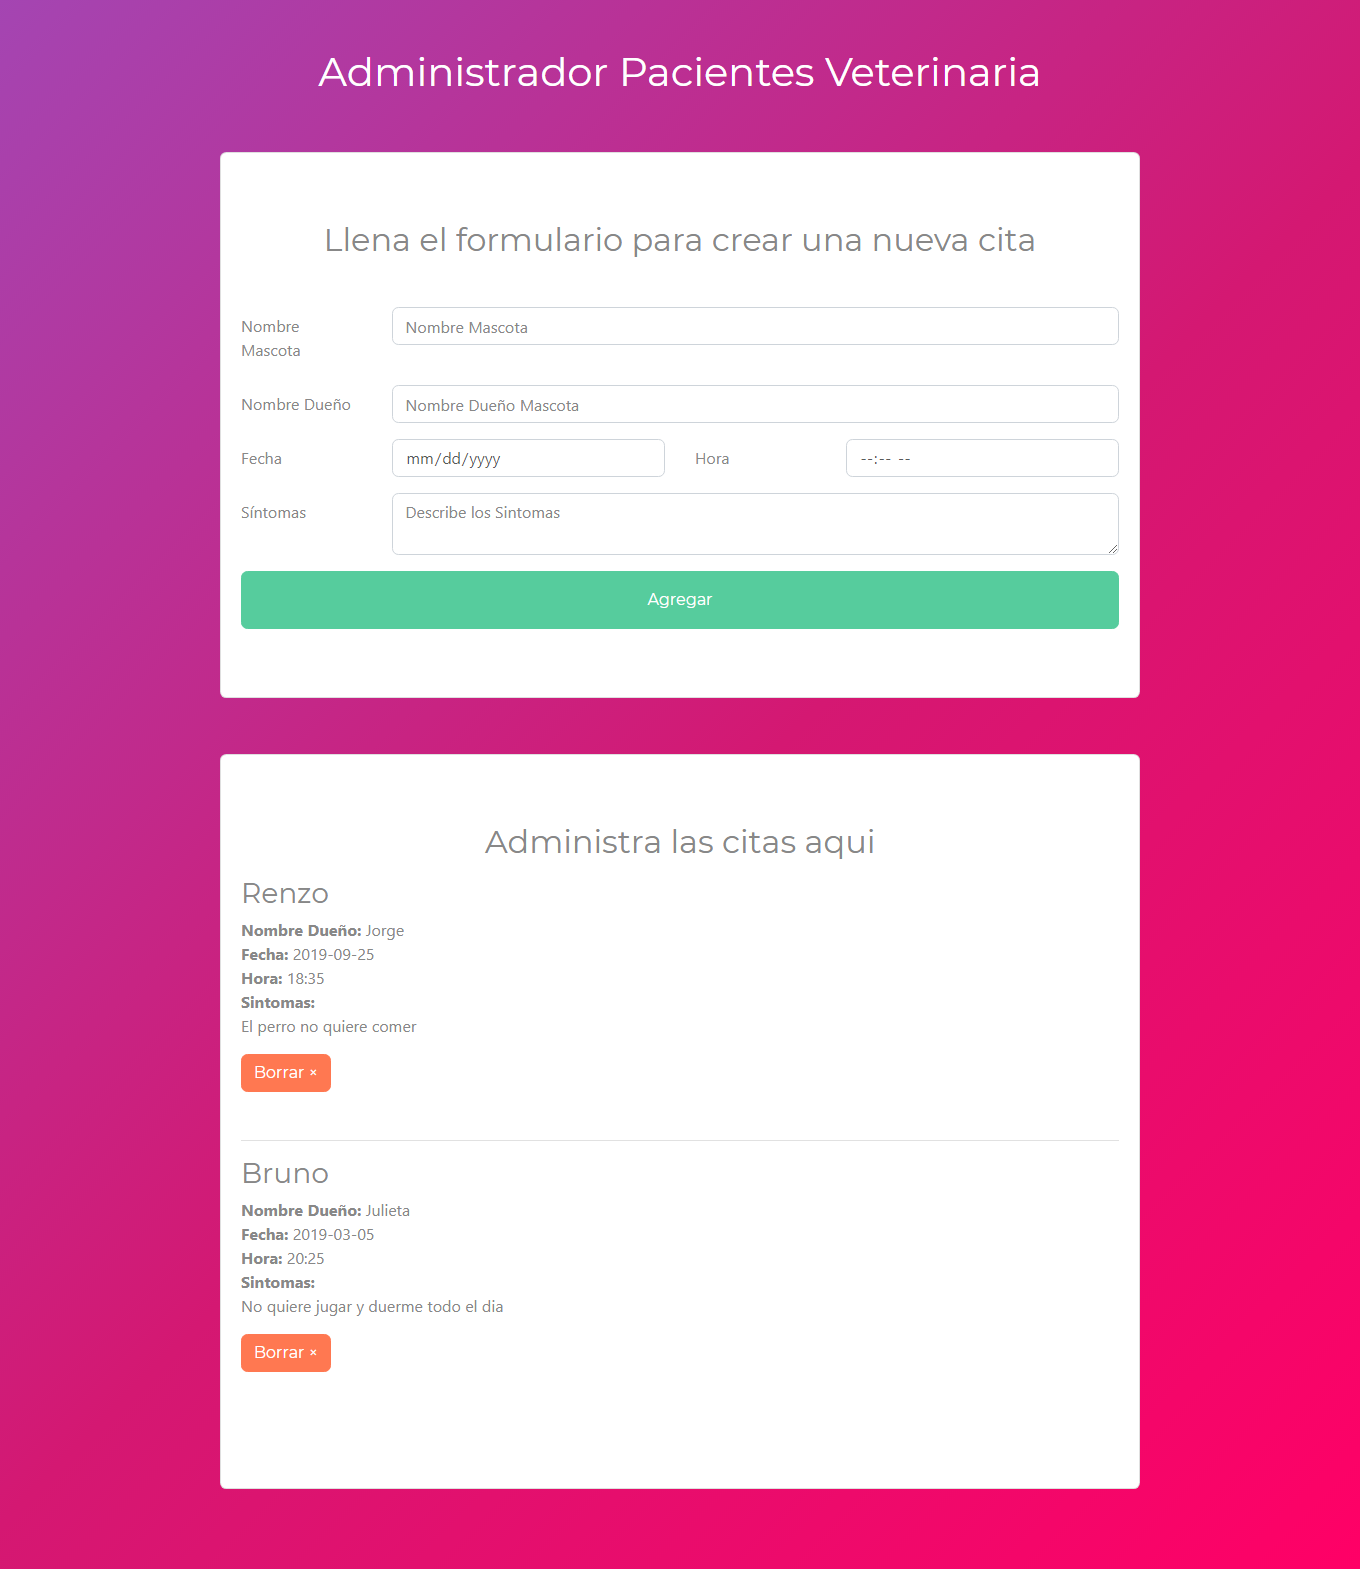 Administrador Pacientes Veterinaria
Llena el formulario para crear una nueva cita
Nombre
Mascota
Nombre Mascota
Nombre Dueño
Nombre Dueño Mascota
Fecha
mm/dd/yyyy
Hora
--:-- --
Síntomas
Describe los Sintomas
Agregar
Administra las citas aqui
Renzo
Nombre Dueño: Jorge
Fecha: 2019-09-25
Hora: 18:35
Sintomas:
El perro no quiere comer
Borrar ×
Bruno
Nombre Dueño: Julieta
Fecha: 2019-03-05
Hora: 20:25
Sintomas:
No quiere jugar y duerme todo el dia
Borrar ×